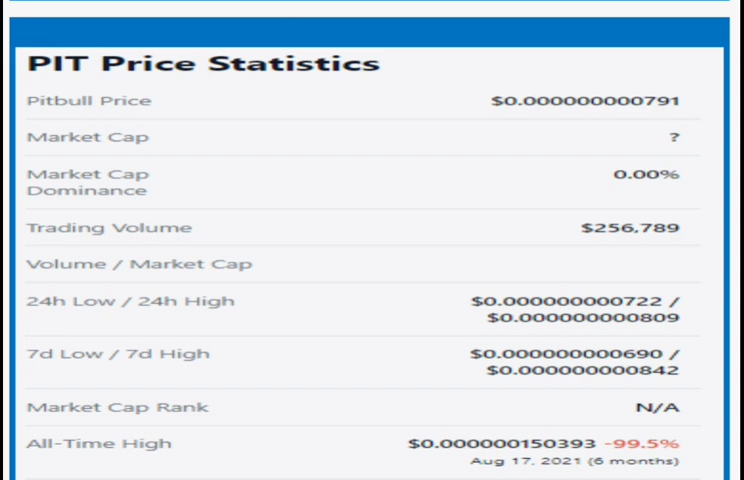 PIT Price Statistics
Pitbull Price $0.000000000791
Market Cap ?
Market Cap 0.00%
Dominance
Trading Volume $256,789
Volume / Market Cap
24h Low / 24h High $0.000000000722 /
$0.000000000809
7d Low / 7d High $0.000000000690 /
$0.000000000842
Market Cap Rank N/A
All-Time High $0.000000150393 -99.5%
Aug 17, 2021 (6 months)